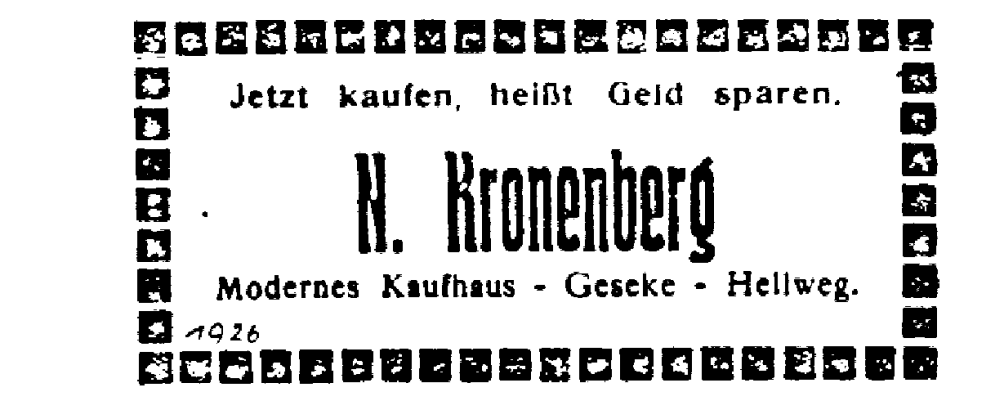 Jetzt kaufen, heißt Geld sparen.
N. Kronenberg
Modernes Kaufhaus - Geseke - Hellweg.
1926